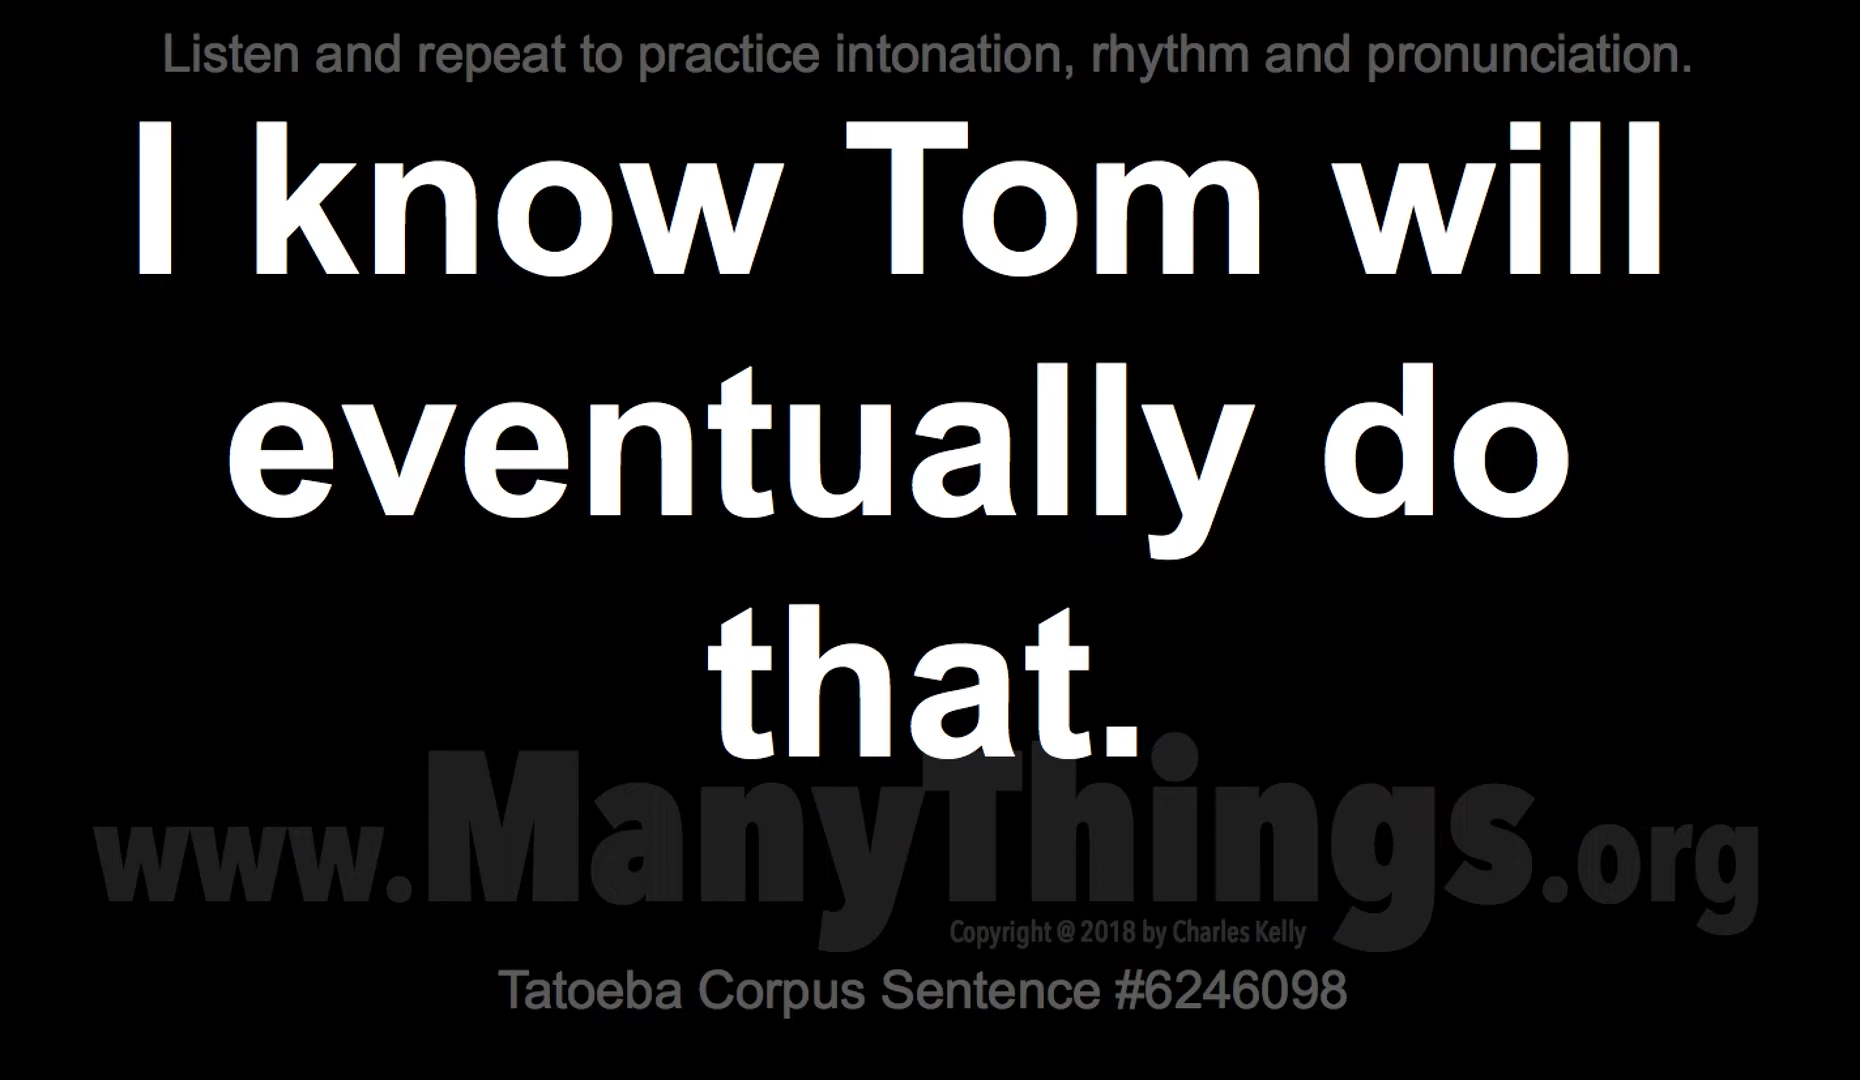 Listen and repeat to practice intonation, rhythm and pronunciation.
I know Tom will
eventually do
that.
www.ManyThings.org
Copyright @ 2018 by Charles Kelly
Tatoeba Corpus Sentence #6246098